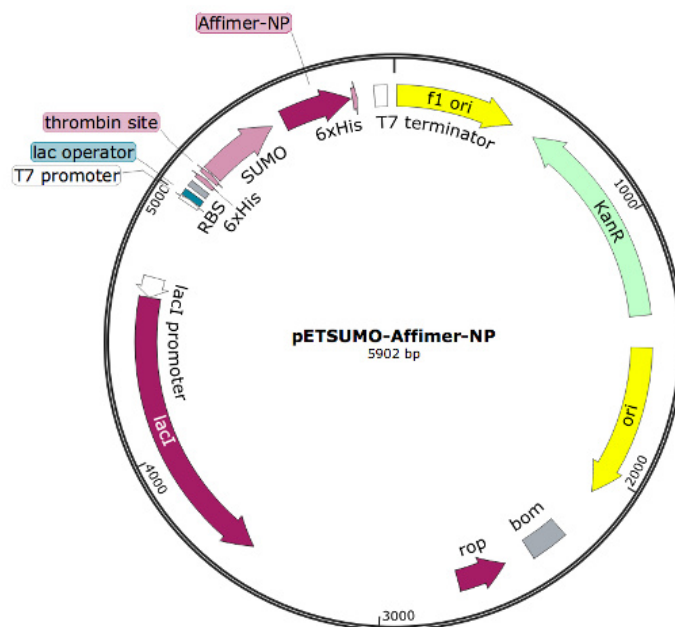 Affimer-NP
thrombin site
lac operator
T7 promoter
5000
RBS
6xHis
SUMO
6xHis
T7 terminator
f1 ori
KanR
1000
lacI promoter
pETSUMO-Affimer-NP
5902 bp
lacI
ori
4000
2000
bom
rop
3000